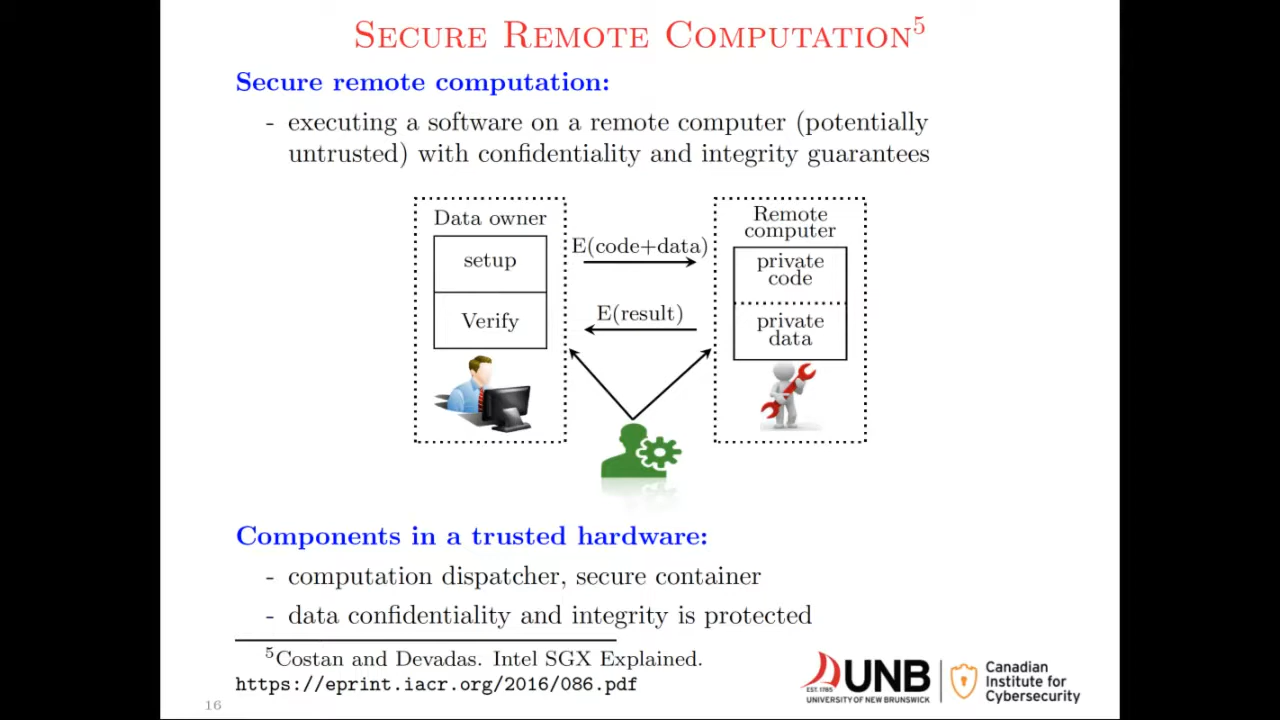 SECURE REMOTE COMPUTATION5
Secure remote computation:
- executing a software on a remote computer (potentially
untrusted) with confidentiality and integrity guarantees
Data owner
setup
Verify
E(code+data)
E(result)
Remote
computer
private
code
private
data
Components in a trusted hardware:
- computation dispatcher, secure container
- data confidentiality and integrity is protected
5Costan and Devadas. Intel SGX Explained.
https://eprint.iacr.org/2016/086.pdf
16
EST. 1785
UNB
UNIVERSITY OF NEW BRUNSWICK
Canadian
Institute for
Cybersecurity